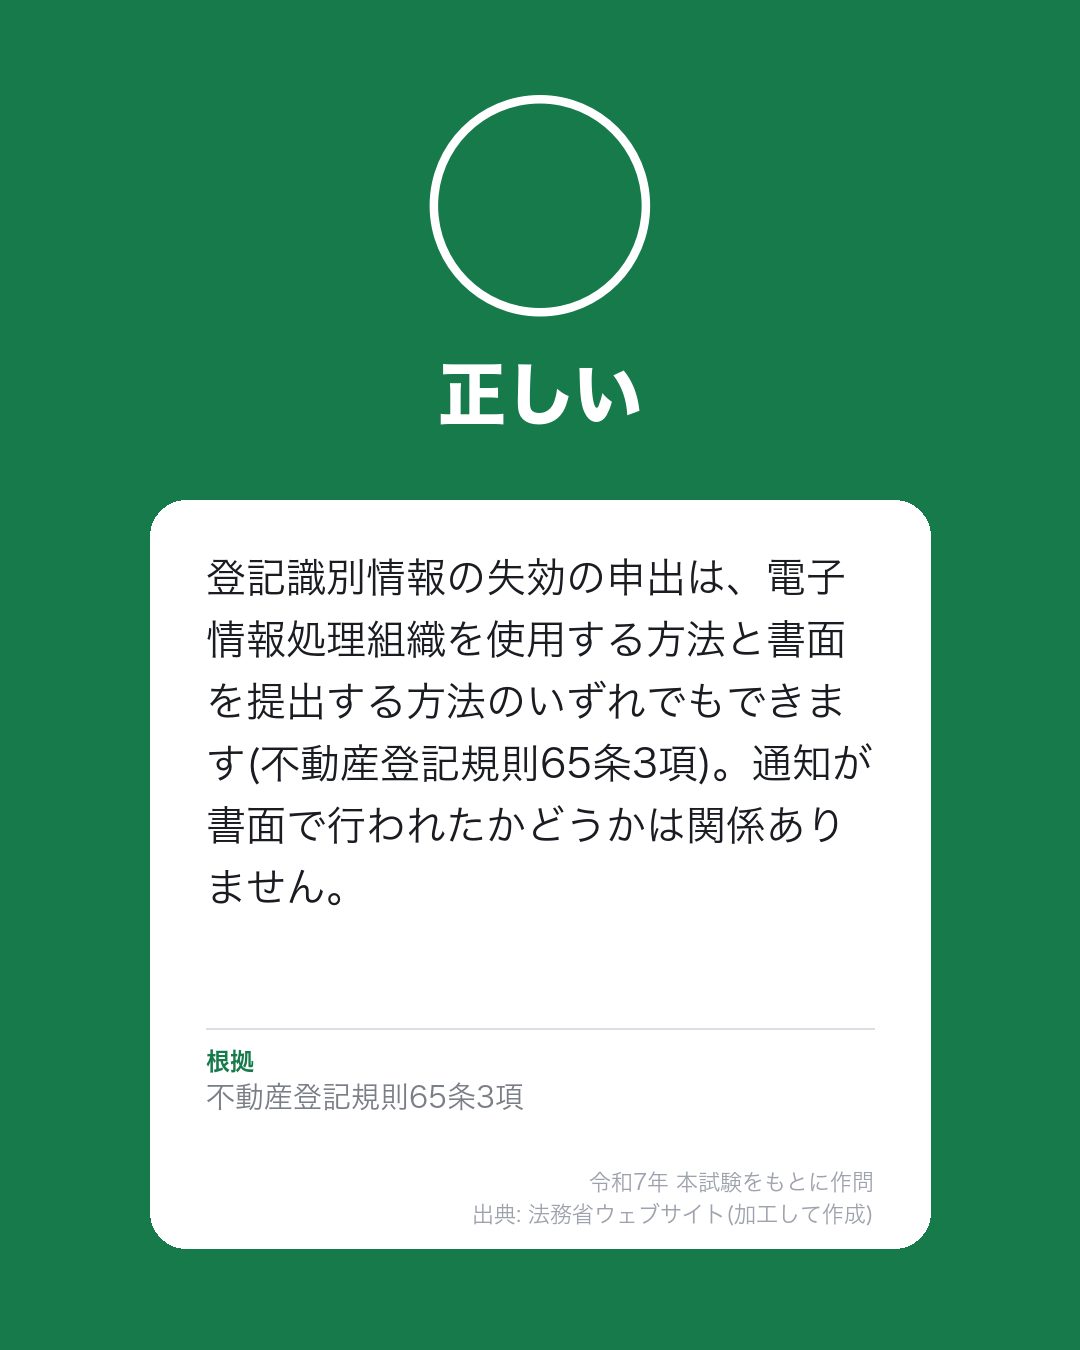 正しい
登記識別情報の失効の申出は、電子
情報処理組織を使用する方法と書面
を提出する方法のいずれでもできま
す(不動産登記規則65条3項)。通知が
書面で行われたかどうかは関係あり
ません。
根拠
不動産登記規則65条3項
令和7年 本試験をもとに作問
出典: 法務省ウェブサイト(加工して作成)